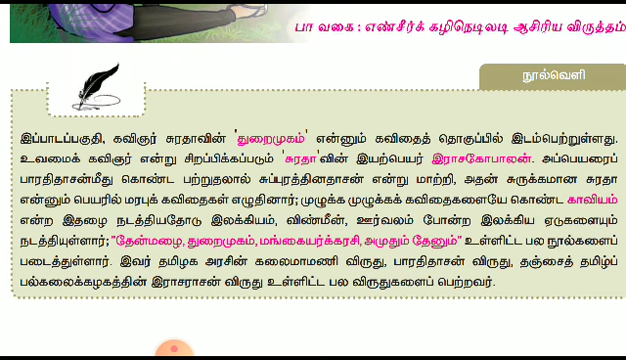 பா வகை : எண்சீர்க் கழிநெடிலடி ஆசிரிய விருத்தம்
நூல்வெளி
இப்பாடப்பகுதி, கவிஞர் சுரதாவின் 'துறைமுகம்' என்னும் கவிதைத் தொகுப்பில் இடம்பெற்றுள்ளது.
உவமைக் கவிஞர் என்று சிறப்பிக்கப்படும் 'சுரதா'வின் இயற்பெயர் இராசகோபாலன். அப்பெயரைப்
பாரதிதாசன்மீது கொண்ட பற்றுதலால் சுப்புரத்தினதாசன் என்று மாற்றி, அதன் சுருக்கமான சுரதா
என்னும் பெயரில் மரபுக் கவிதைகள் எழுதினார்; முழுக்க முழுக்கக் கவிதைகளையே கொண்ட காவியம்
என்ற இதழை நடத்தியதோடு இலக்கியம், விண்மீன், ஊர்வலம் போன்ற இலக்கிய ஏடுகளையும்
நடத்தியுள்ளார்; "தேன்மழை, துறைமுகம், மங்கையர்க்கரசி, அமுதும் தேனும்" உள்ளிட்ட பல நூல்களைப்
படைத்துள்ளார். இவர் தமிழக அரசின் கலைமாமணி விருது, பாரதிதாசன் விருது, தஞ்சைத் தமிழ்ப்
பல்கலைக்கழகத்தின் இராசராசன் விருது உள்ளிட்ட பல விருதுகளைப் பெற்றவர்.